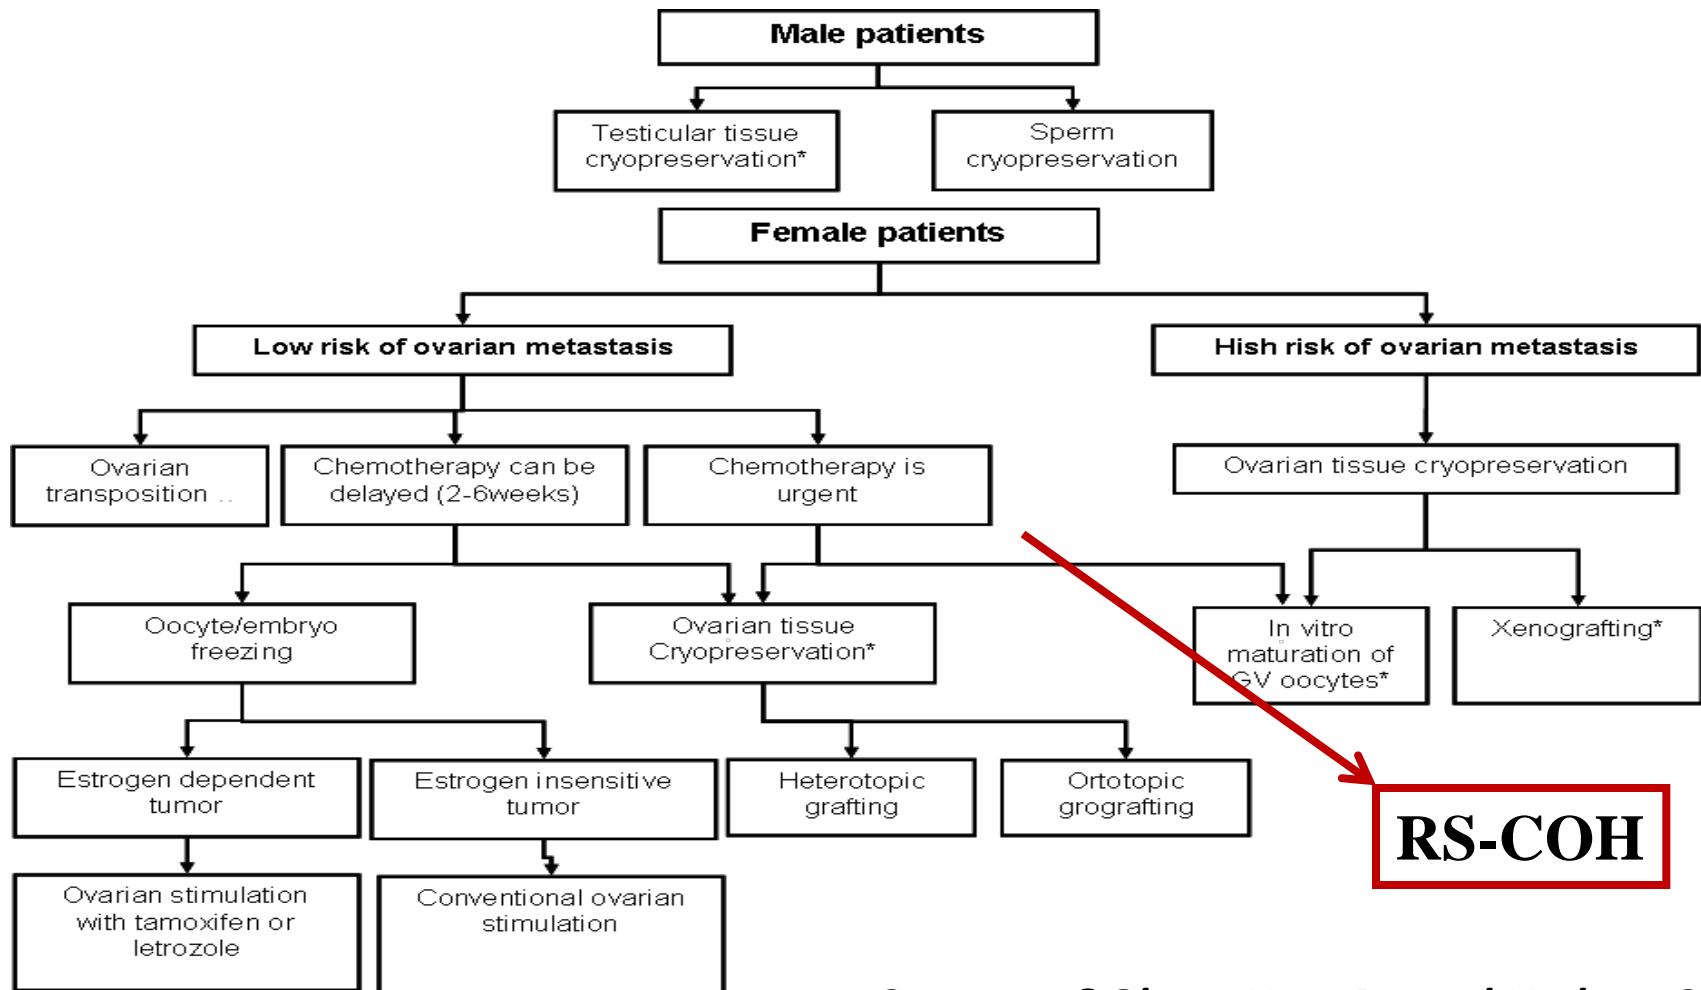 Male patients
Testicular tissue
cryopreservation*
Sperm
cryopreservation
Female patients
Low risk of ovarian metastasis
Hish risk of ovarian metastasis
Ovarian
transposition ..
Chemotherapy can be
delayed (2-6weeks)
Chemotherapy is
urgent
Ovarian tissue cryopreservation
Oocyte/embryo
freezing
Ovarian tissue
Cryopreservation*
In vitro
maturation of
GV oocytes*
Xenografting*
Estrogen dependent
tumor
Estrogen insensitive
tumor
Heterotopic
grafting
Ortotopic
grografting
RS-COH
Ovarian stimulation
with tamoxifen or
letrozole
Conventional ovarian
stimulation